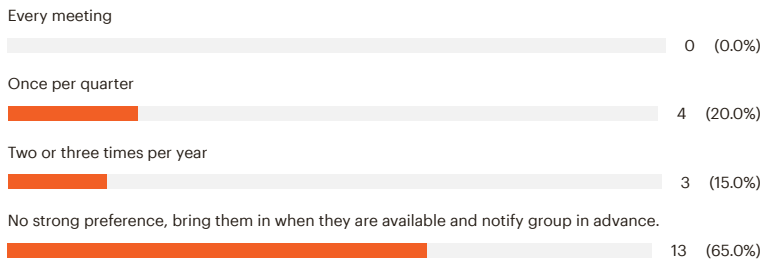 Every meeting
0 (0.0%)
Once per quarter
4 (20.0%)
Two or three times per year
3 (15.0%)
No strong preference, bring them in when they are available and notify group in advance.
13 (65.0%)